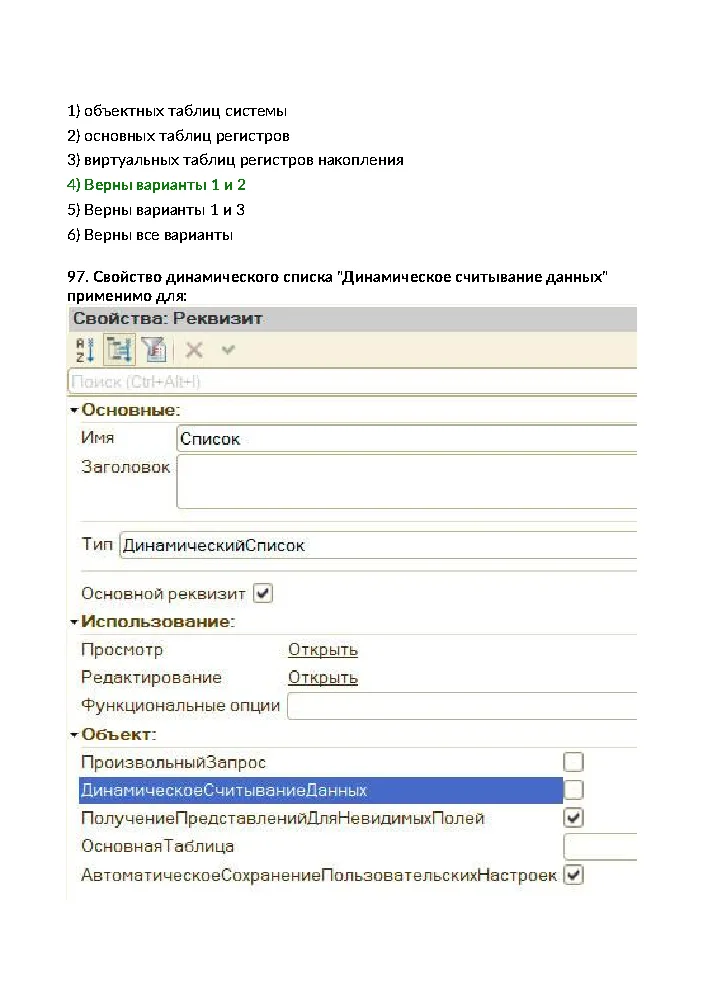 1) объектных таблиц системы
2) основных таблиц регистров
3) виртуальных таблиц регистров накопления
4) Верны варианты 1 и 2
5) Верны варианты 1 и 3
6) Верны все варианты
97. Свойство динамического списка "Динамическое считывание данных"
применимо для:
Свойства: Реквизит
Поиск (Ctrl+Alt+I)
Основные:
Имя Список
Заголовок
Тип ДинамическийСписок
Основной реквизит
Использование:
Просмотр Открыть
Редактирование Открыть
Функциональные опции
Объект:
ПроизвольныйЗапрос
ДинамическоеСчитываниеДанных
ПолучениеПредставленийДляНевидимыхПолей
ОсновнаяТаблица
АвтоматическоеСохранениеПользовательскихНастроек